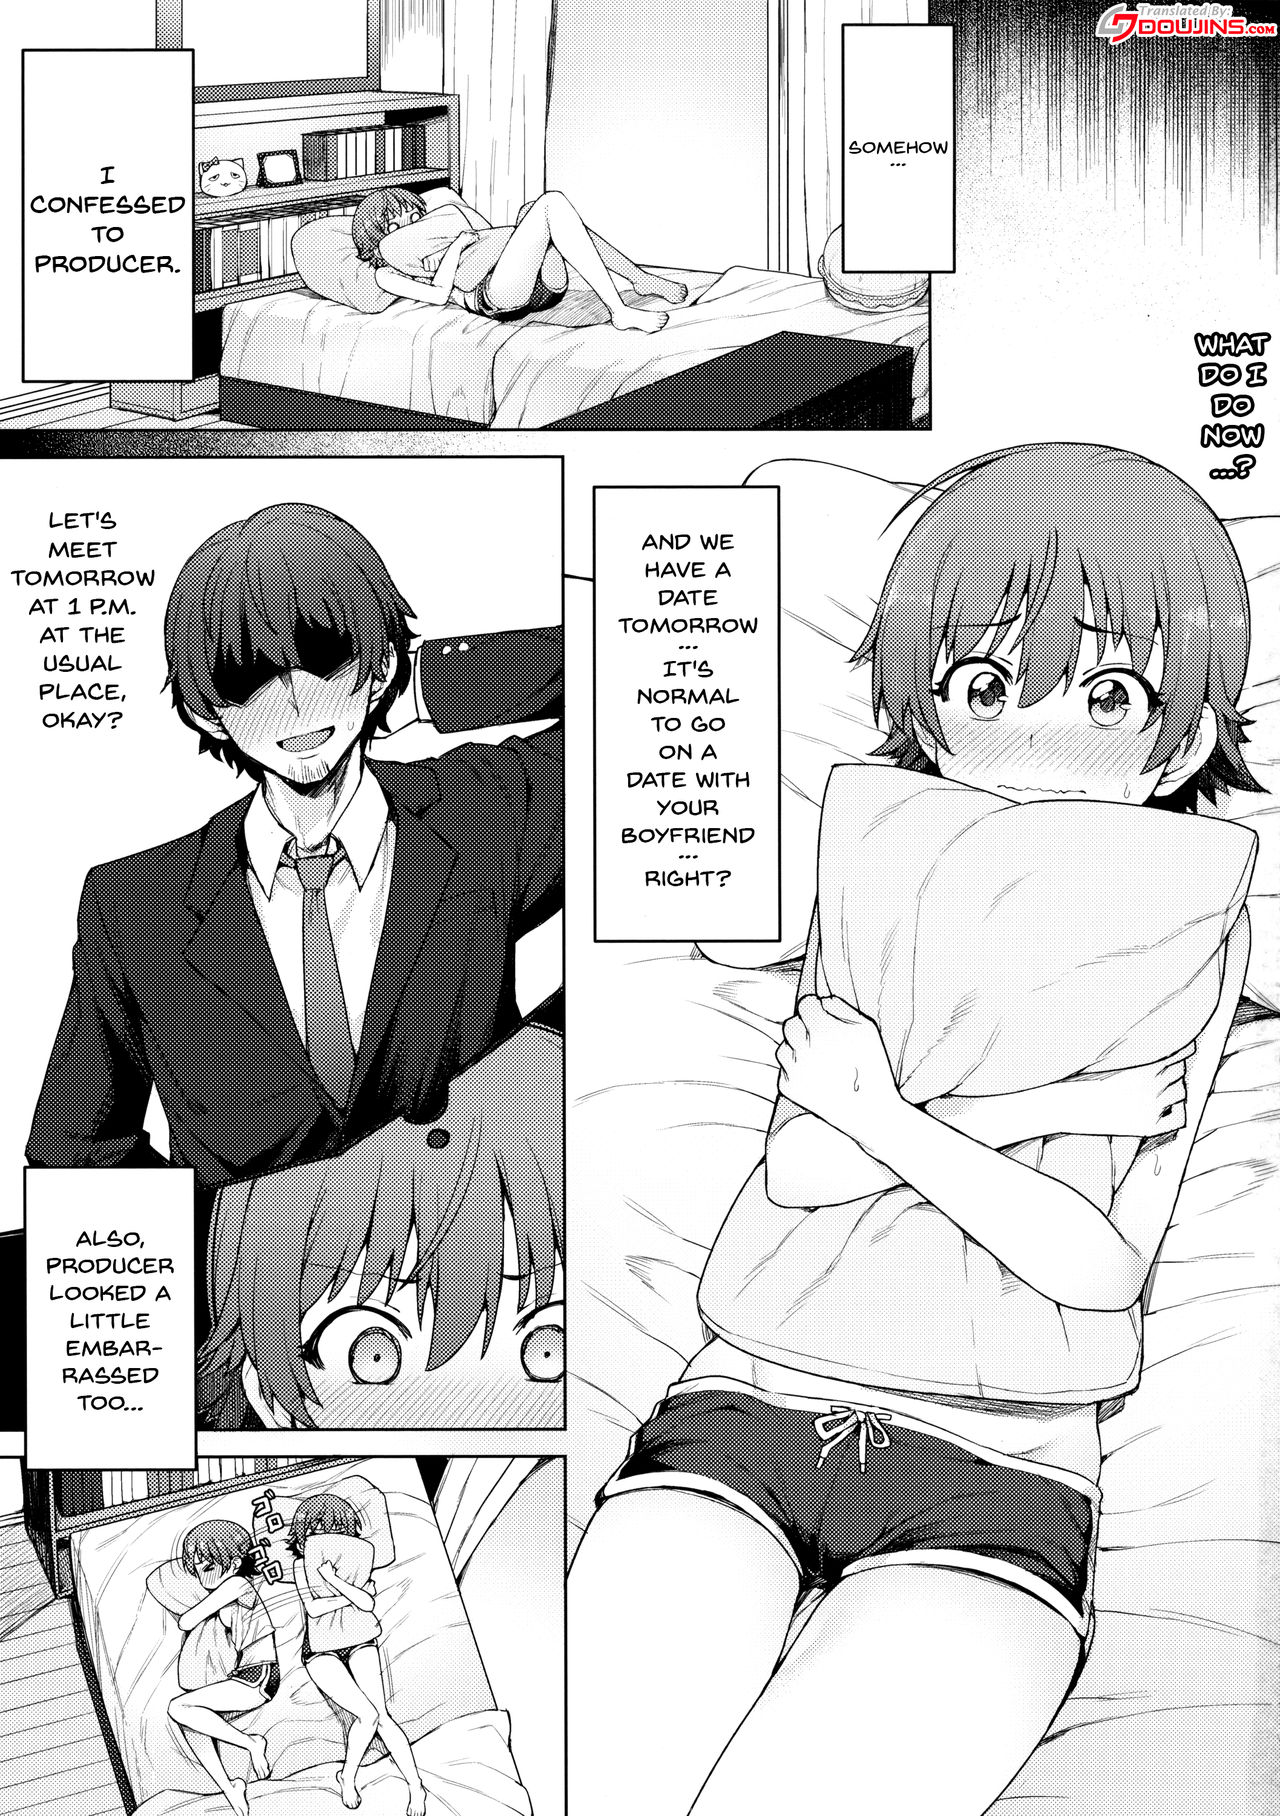 Translated By:
DOUJINS.com
SOMEHOW
...
I
CONFESSED
TO
PRODUCER.
WHAT
DO I
DO
NOW
...?
AND WE
HAVE A
DATE
TOMORROW
...
IT'S
NORMAL
TO GO
ON A
DATE WITH
YOUR
BOYFRIEND
...
RIGHT?
LET'S
MEET
TOMORROW
AT 1 P.M.
AT THE
USUAL
PLACE,
OKAY?
ALSO,
PRODUCER
LOOKED A
LITTLE
EMBAR-
RASSED
TOO...
ゴロ
ゴロ